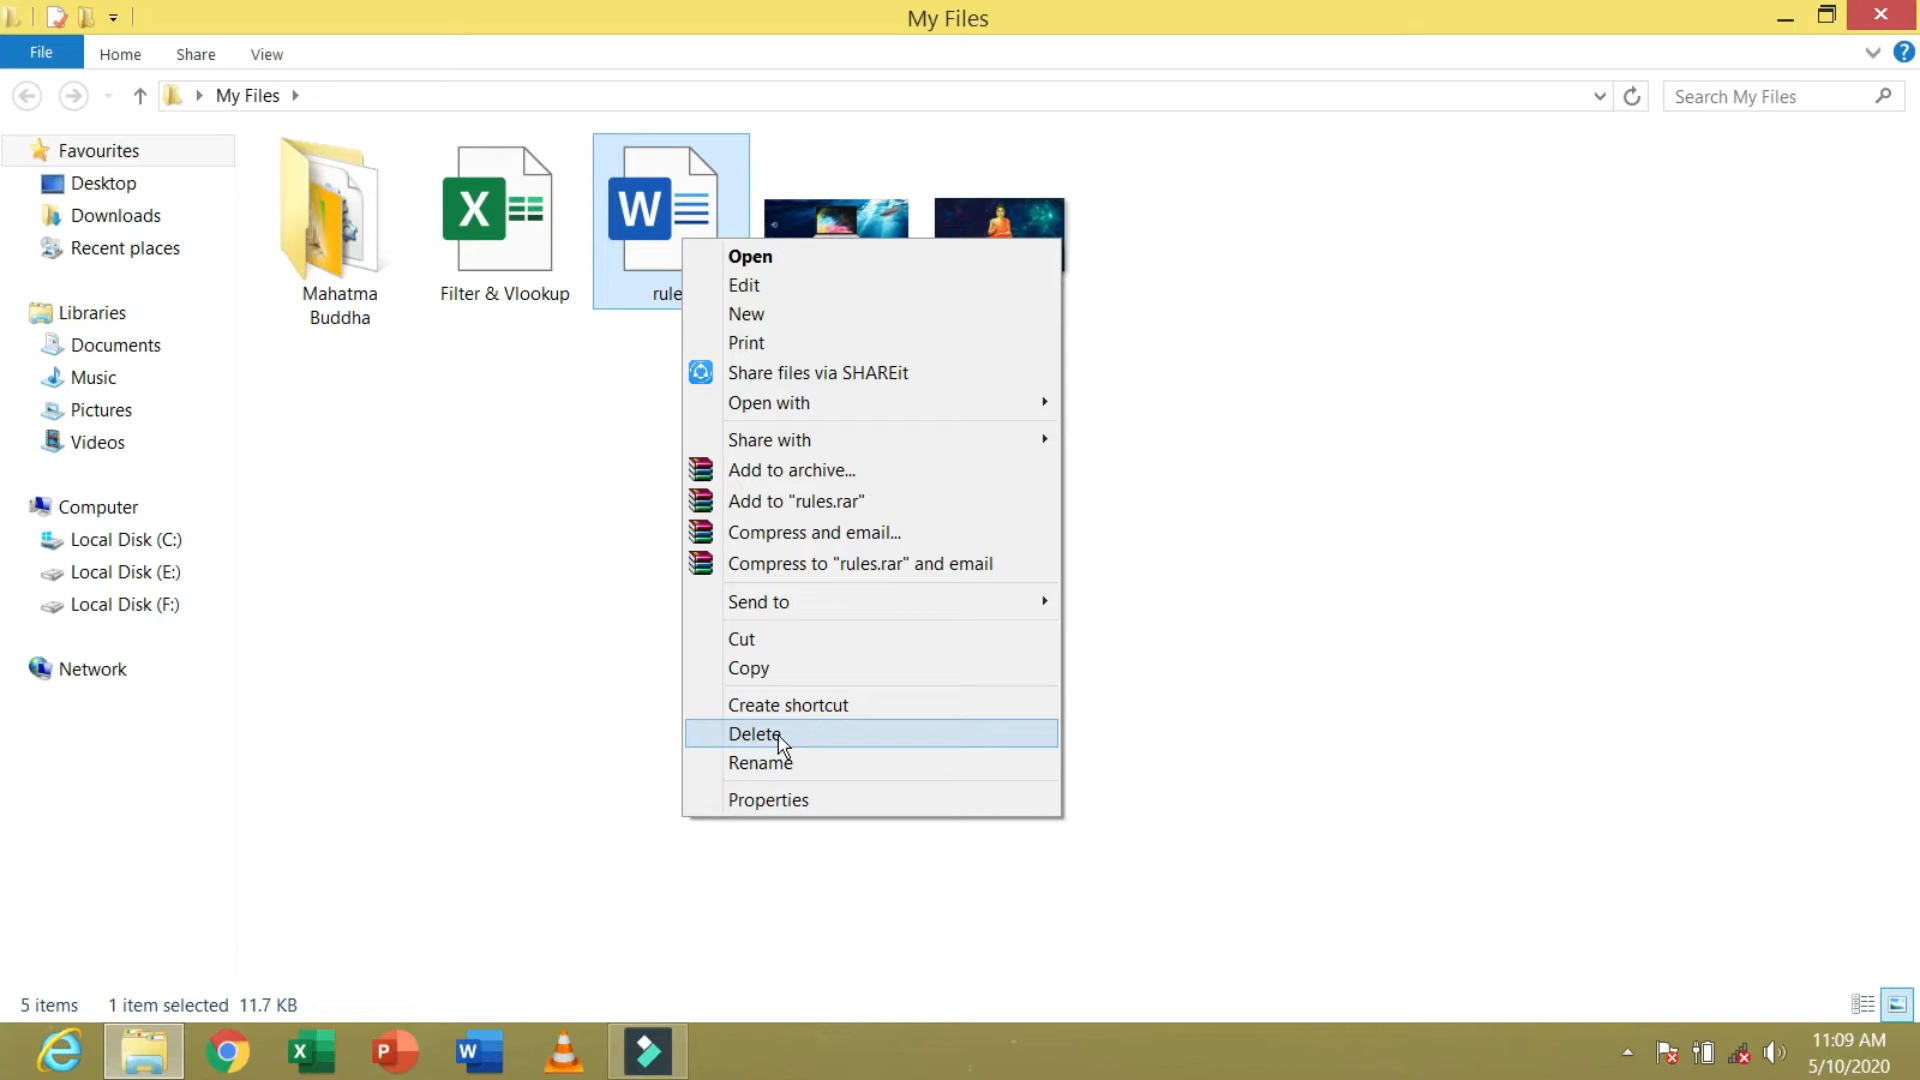 My Files
File Home Share View
My Files
Search My Files
Favourites
Desktop
Downloads
Recent places
Libraries
Documents
Music
Pictures
Videos
Computer
Local Disk (C:)
Local Disk (E:)
Local Disk (F:)
Network
Mahatma
Buddha
Filter & Vlookup
rule
Open
Edit
New
Print
Share files via SHAREit
Open with
Share with
Add to archive...
Add to "rules.rar"
Compress and email...
Compress to "rules.rar" and email
Send to
Cut
Copy
Create shortcut
Delete
Rename
Properties
5 items 1 item selected 11.7 KB
11:09 AM
5/10/2020